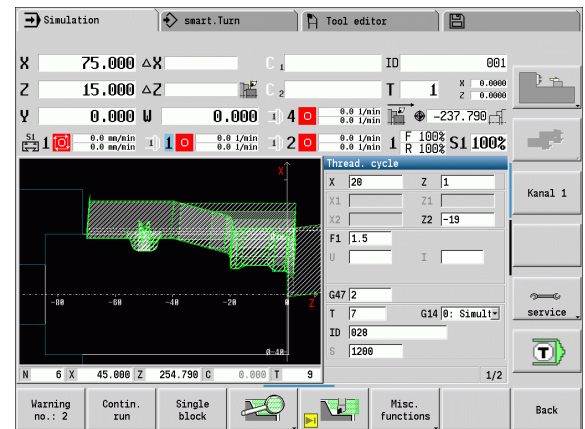 Simulation smart.Turn Tool editor
X 75.000 ΔX C 1 ID 001
Z 15.000 ΔZ C 2 T 1 X 0.0000 Z 0.0000
Y 0.000 W 0.000 4 0.0 1/min 0.0 1/min -237.790
S1 1 0.0 mm/min 0.0 mm/min 1 0.0 1/min 0.0 1/min 2 0.0 1/min 0.0 1/min 1 F 100% R 100% S1 100%
Thread. cycle
X 20 Z 1
X1 Z1
X2 Z2 -19
F1 1.5
U I
G47 2
T 7 G14 0: Simult
ID 028
S 1200
1/2
X
-80 -60 -40 -20 0 Z
0-40
N 6 X 45.000 Z 254.790 C 0.000 T 9
Kanal 1
service
T
Warning no.: 2
Contin. run
Single block
Misc. functions
Back